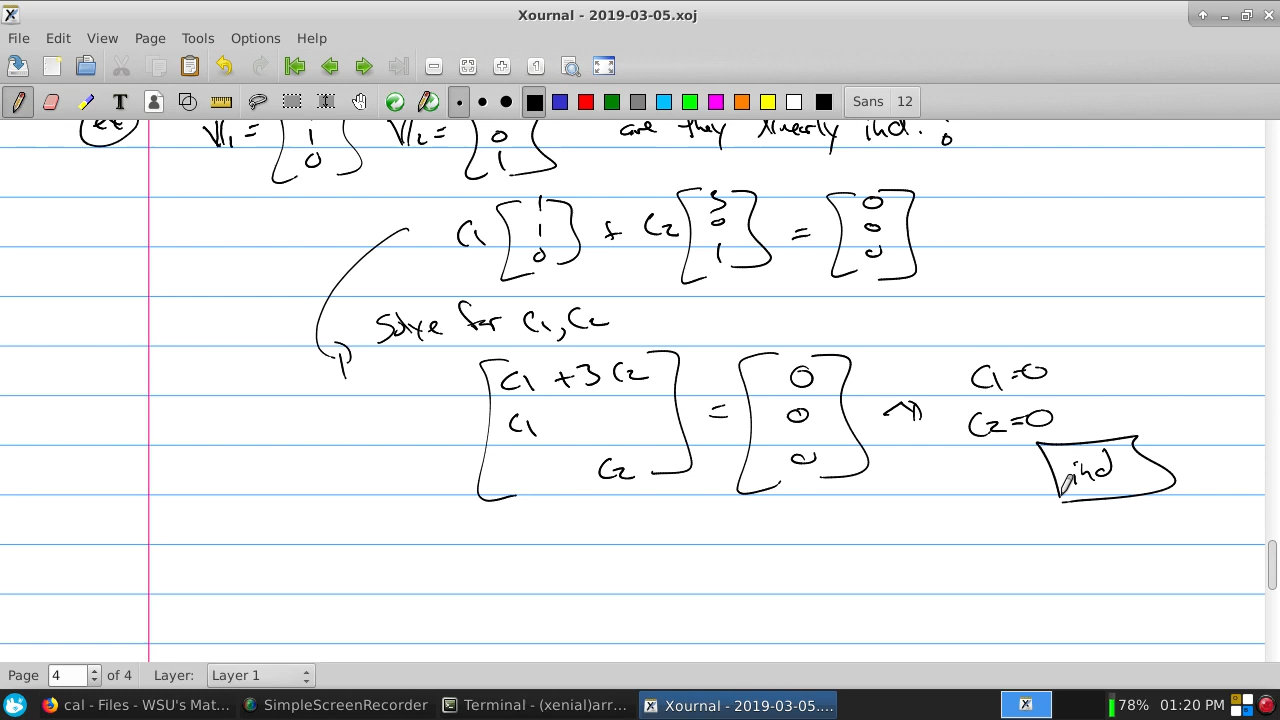 Xournal - 2019-03-05.xoj
File Edit View Page Tools Options Help
T Sans 12
ex V1 = [1 0] V2 = [0 1] are they linearly ind. ?
C1 [1 1 0] + C2 [3 0 1] = [0 0 0]
Solve for C1, C2
[C1 + 3 C2 = [0 C1 = 0
C1 0 ⇒ C2 = 0
C2] 0] ind
Page 4 of 4 Layer: Layer 1
cal - Files - WSU's Mat... SimpleScreenRecorder Terminal - (xenial)arr... Xournal - 2019-03-05.... 78% 01:20 PM